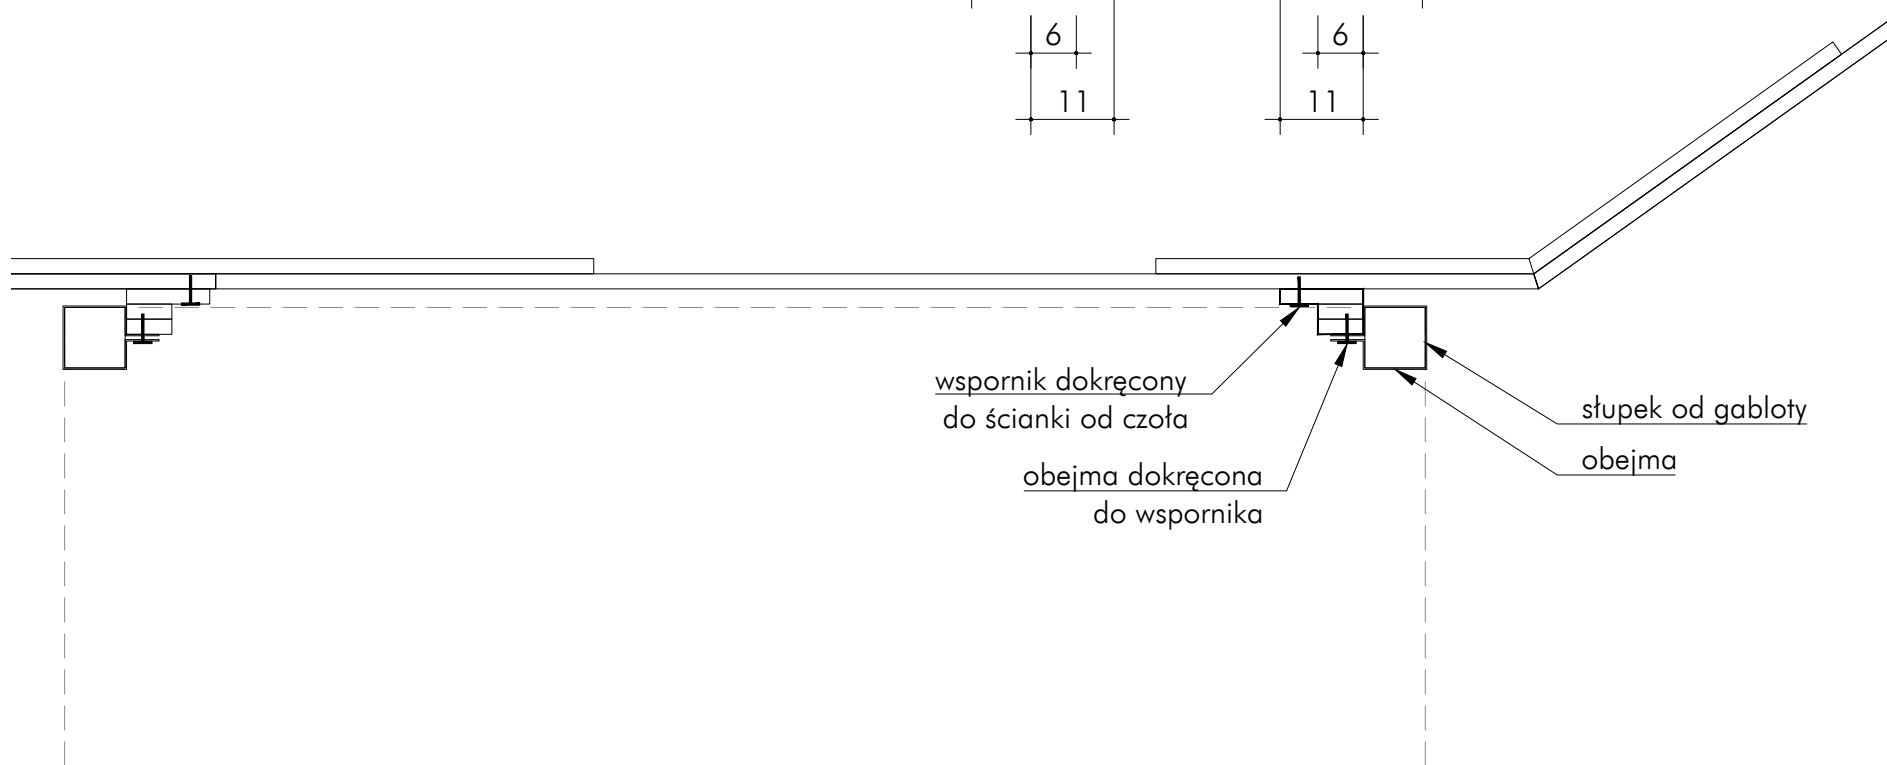 6
6
11
11
wspornik dokręcony
do ścianki od czoła
słupek od gabloty
obejma
obejma dokręcona
do wspornika